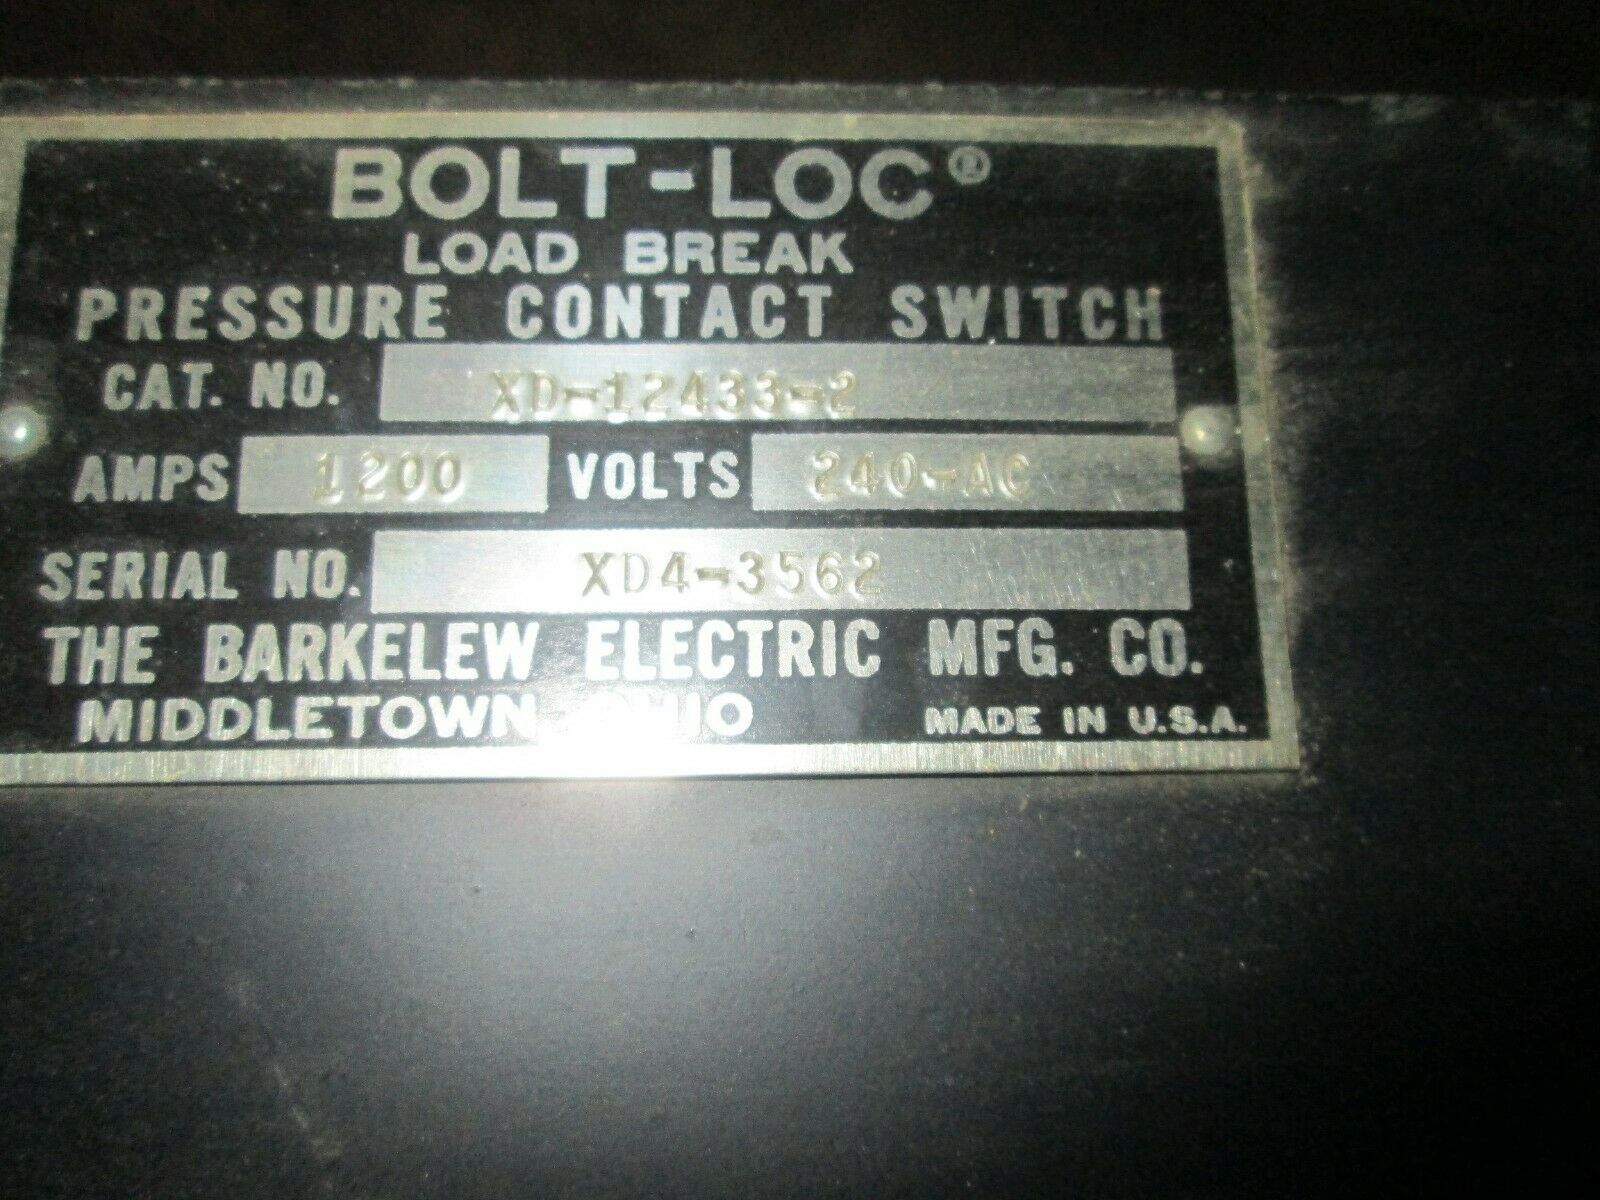 BOLT-LOC®
LOAD BREAK
PRESSURE CONTACT SWITCH
CAT. NO. XD-12433-2
AMPS 1200 VOLTS 240-AC
SERIAL NO. XD4-3562
THE BARKELEW ELECTRIC MFG. CO.
MIDDLETOWN OHIO MADE IN U.S.A.